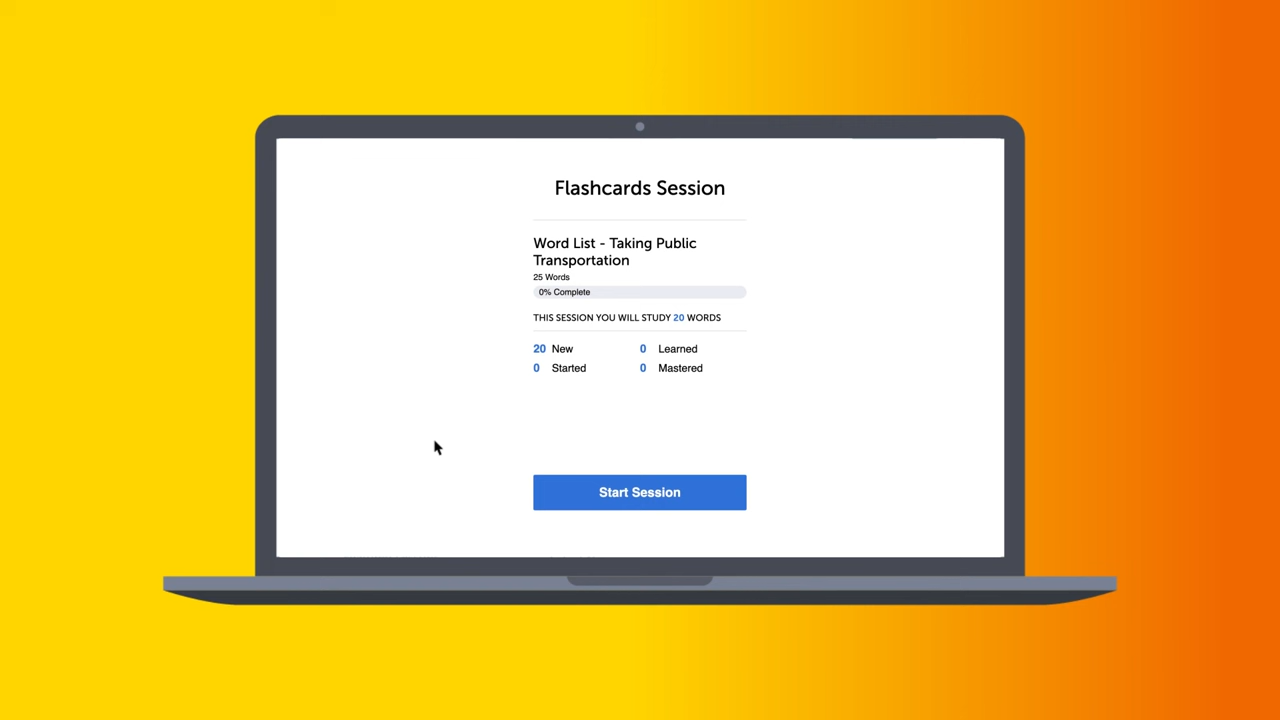 Flashcards Session
Word List - Taking Public
Transportation
25 Words
0% Complete
THIS SESSION YOU WILL STUDY 20 WORDS
20 New 0 Learned
0 Started 0 Mastered
Start Session